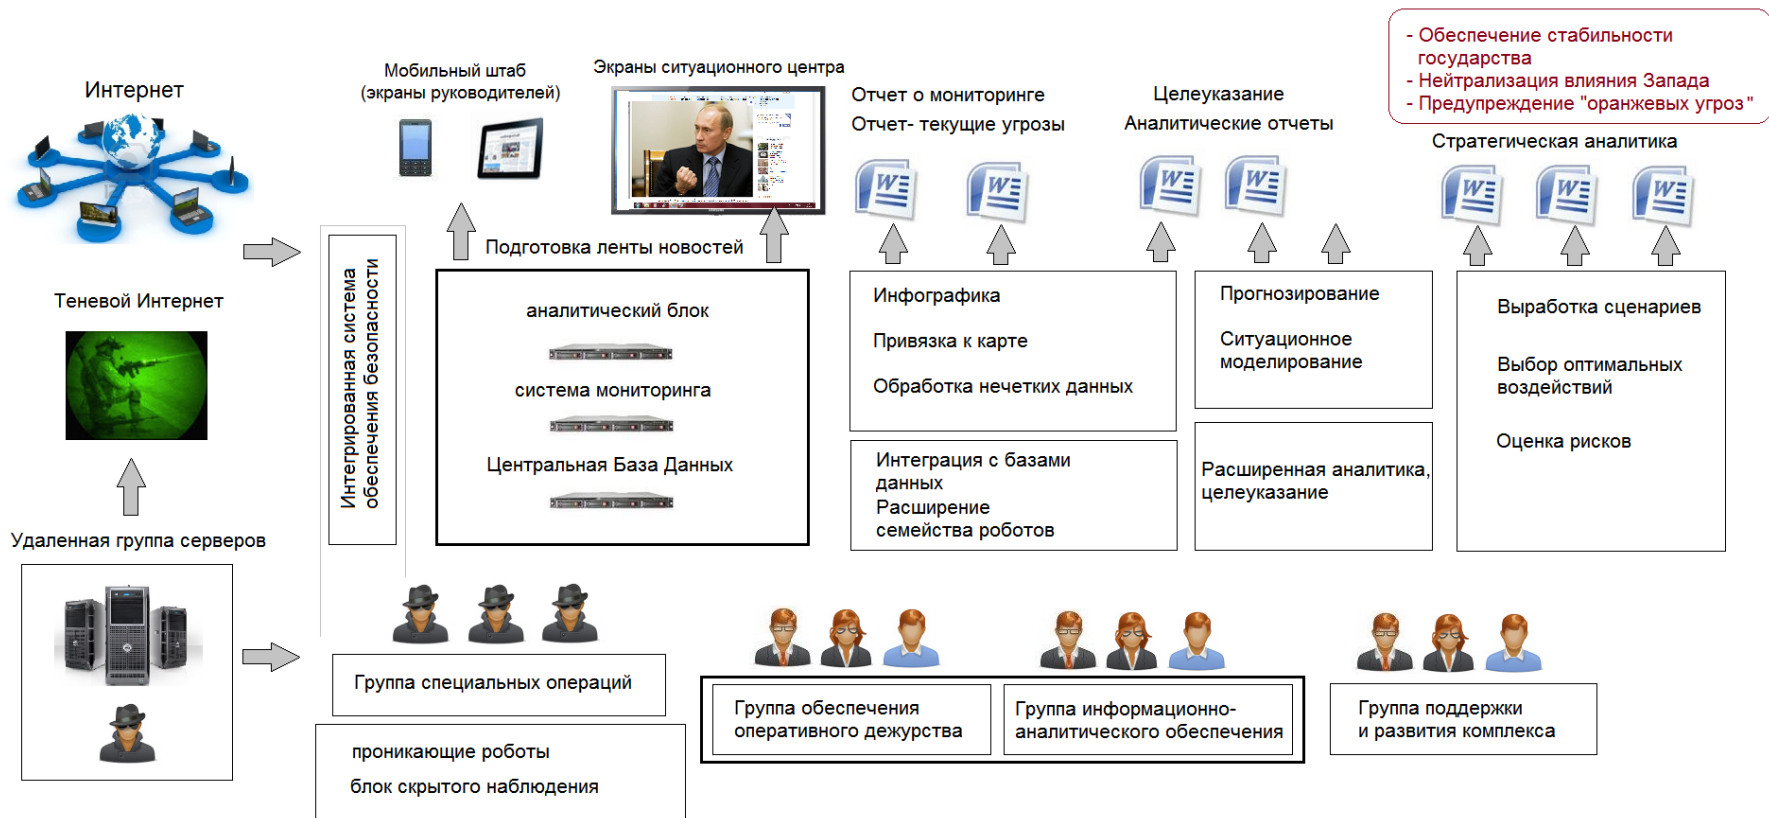 - Обеспечение стабильности
государства
- Нейтрализация влияния Запада
- Предупреждение "оранжевых угроз"
Интернет
Мобильный штаб
(экраны руководителей)
Экраны ситуационного центра
Отчет о мониторинге
Отчет- текущие угрозы
Целеуказание
Аналитические отчеты
Стратегическая аналитика
W
W
W
W
W
W
W
Подготовка ленты новостей
Теневой Интернет
Интегрированная система
обеспечения безопасности
аналитический блок
система мониторинга
Центральная База Данных
Инфографика
Привязка к карте
Обработка нечетких данных
Прогнозирование
Ситуационное
моделирование
Выработка сценариев
Выбор оптимальных
воздействий
Оценка рисков
Интеграция с базами
данных
Расширение
семейства роботов
Расширенная аналитика,
целеуказание
Удаленная группа серверов
Группа специальных операций
проникающие роботы
блок скрытого наблюдения
Группа обеспечения
оперативного дежурства
Группа информационно-
аналитического обеспечения
Группа поддержки
и развития комплекса